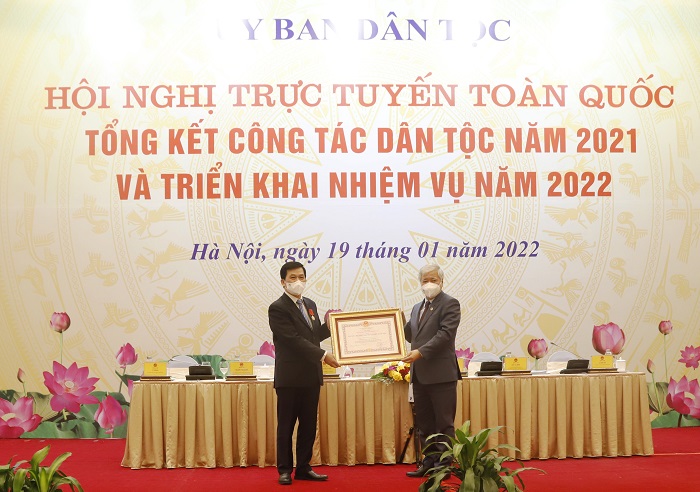 ỦY BAN DÂN TỘC
HỘI NGHỊ TRỰC TUYẾN TOÀN QUỐC
TỔNG KẾT CÔNG TÁC DÂN TỘC NĂM 2021
VÀ TRIỂN KHAI NHIỆM VỤ NĂM 2022
Hà Nội, ngày 19 tháng 01 năm 2022